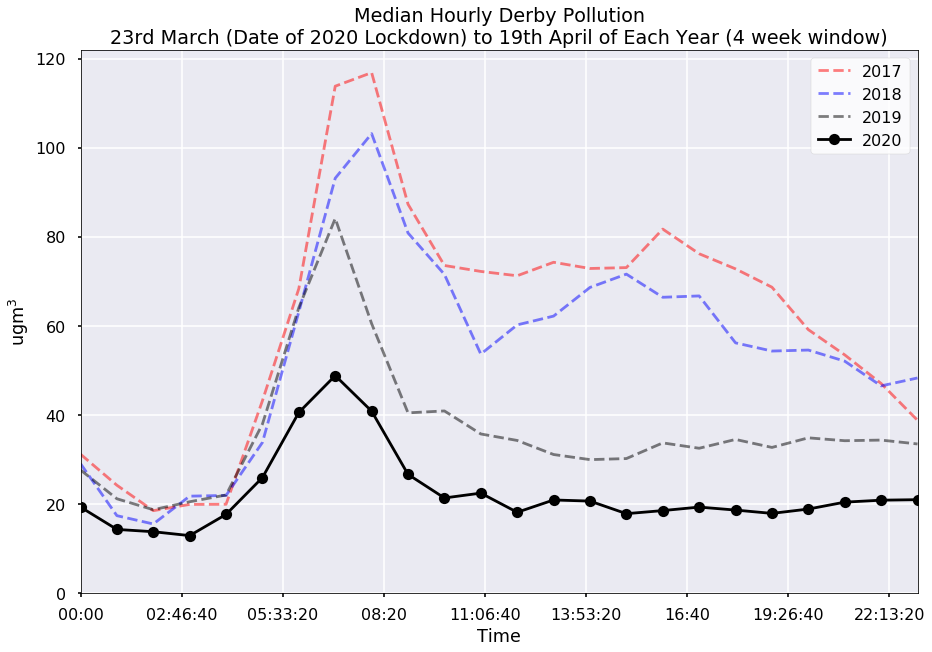 Median Hourly Derby Pollution
23rd March (Date of 2020 Lockdown) to 19th April of Each Year (4 week window)
120
100
80
60
40
20
0
ugm³
2017
2018
2019
2020
00:00 02:46:40 05:33:20 08:20 11:06:40 13:53:20 16:40 19:26:40 22:13:20
Time